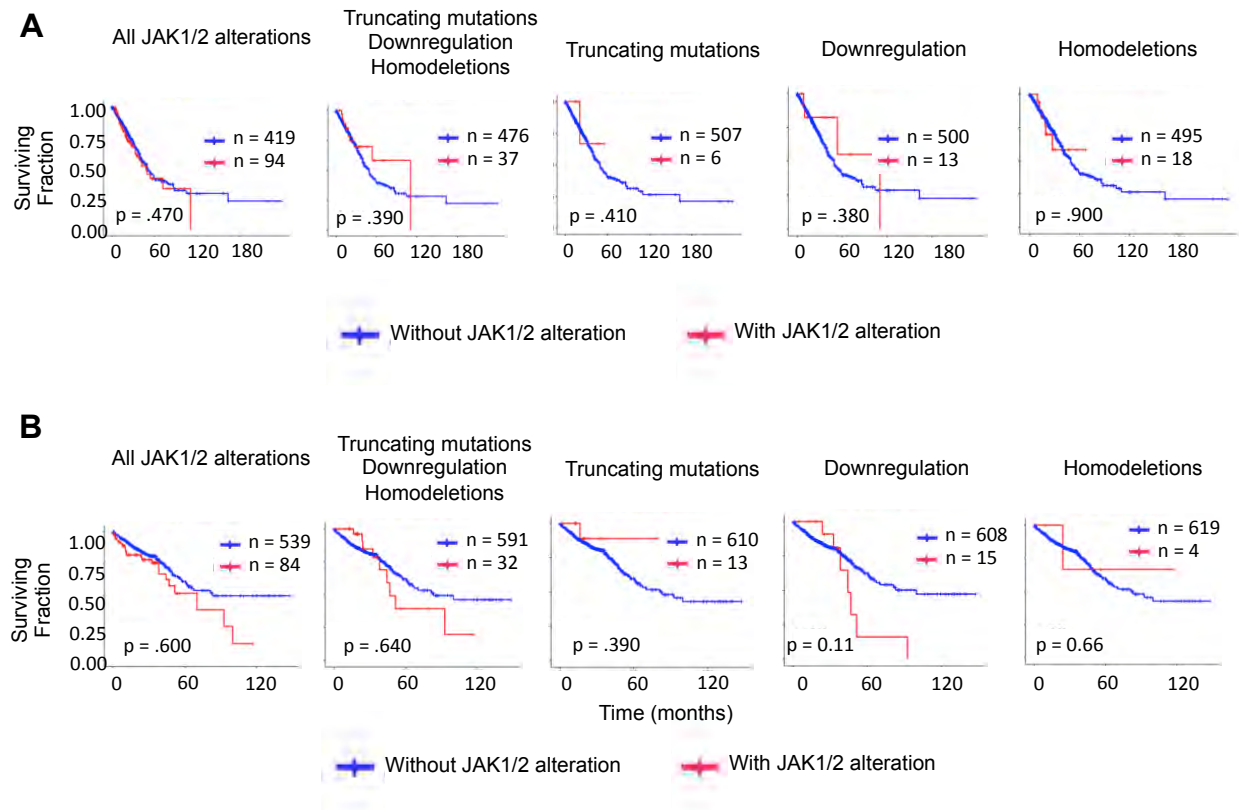 A
All JAK1/2 alterations
Truncating mutations
Downregulation
Homodeletions
Truncating mutations
Downregulation
Homodeletions
Surviving
Fraction
1.00
0.75
0.50
0.25
0.00
n = 419
n = 94
p = .470
0 60 120 180
n = 476
n = 37
p = .390
0 60 120 180
n = 507
n = 6
p = .410
0 60 120 180
n = 500
n = 13
p = .380
0 60 120 180
n = 495
n = 18
p = .900
0 60 120 180
Without JAK1/2 alteration
With JAK1/2 alteration
B
All JAK1/2 alterations
Truncating mutations
Downregulation
Homodeletions
Truncating mutations
Downregulation
Homodeletions
Surviving
Fraction
1.00
0.75
0.50
0.25
0.00
n = 539
n = 84
p = .600
0 60 120
n = 591
n = 32
p = .640
0 60 120
n = 610
n = 13
p = .390
0 60 120
n = 608
n = 15
p = 0.11
0 60 120
n = 619
n = 4
p = 0.66
0 60 120
Time (months)
Without JAK1/2 alteration
With JAK1/2 alteration